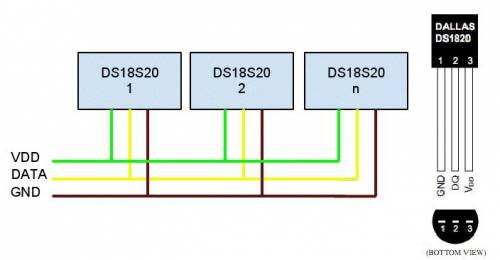 DS18S20
1
DS18S20
2
DS18S20
n
VDD
DATA
GND
DALLAS
DS1820
1 2 3
GND
DQ
VDD
1 2 3
(BOTTOM VIEW)